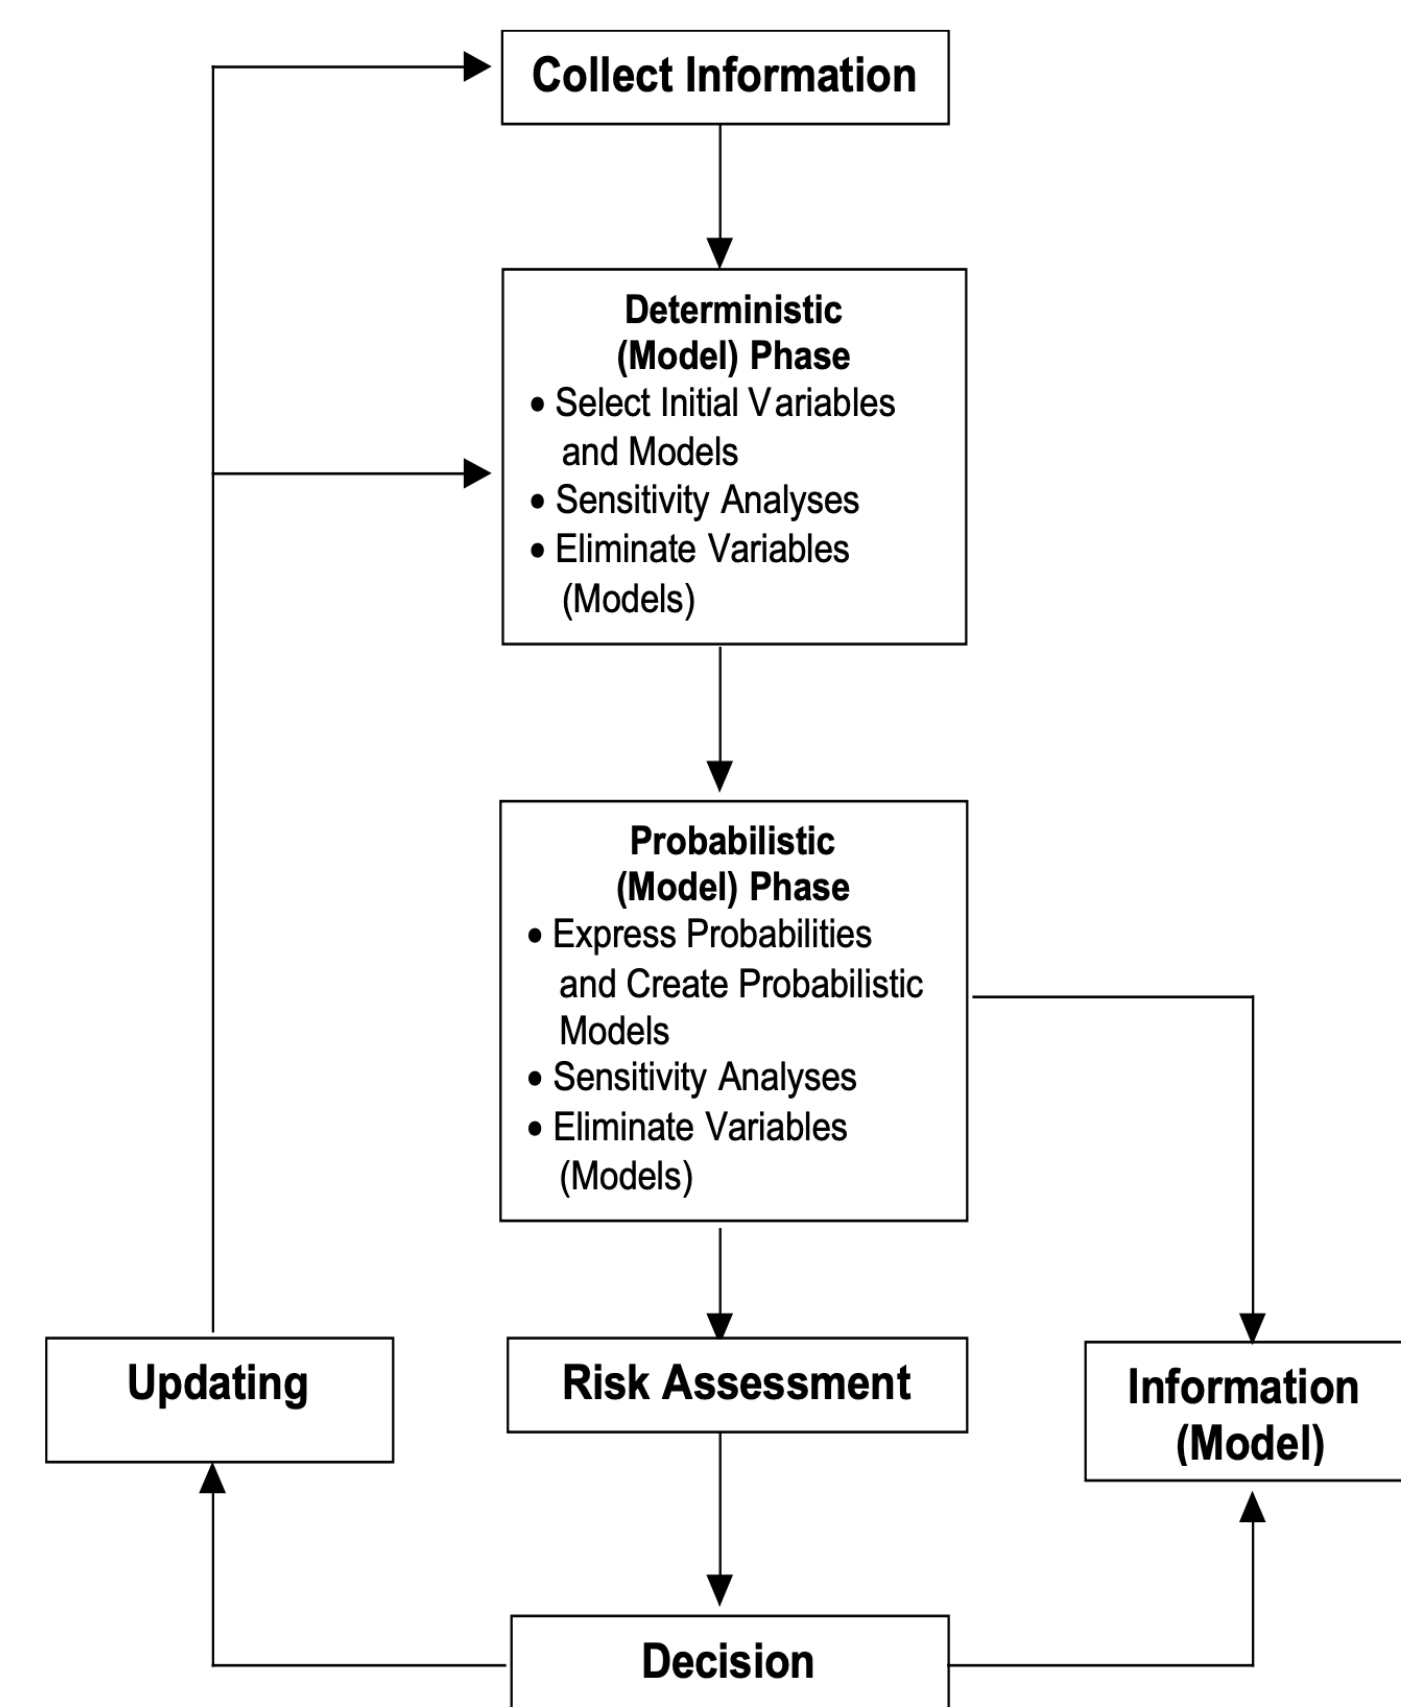 Collect Information
Deterministic
(Model) Phase
• Select Initial Variables
and Models
• Sensitivity Analyses
• Eliminate Variables
(Models)
Probabilistic
(Model) Phase
• Express Probabilities
and Create Probabilistic
Models
• Sensitivity Analyses
• Eliminate Variables
(Models)
Updating
Risk Assessment
Information
(Model)
Decision